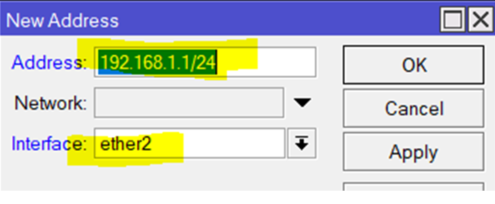 New Address
Address: 192.168.1.1/24
OK
Network:
Cancel
Interface: ether2
Apply